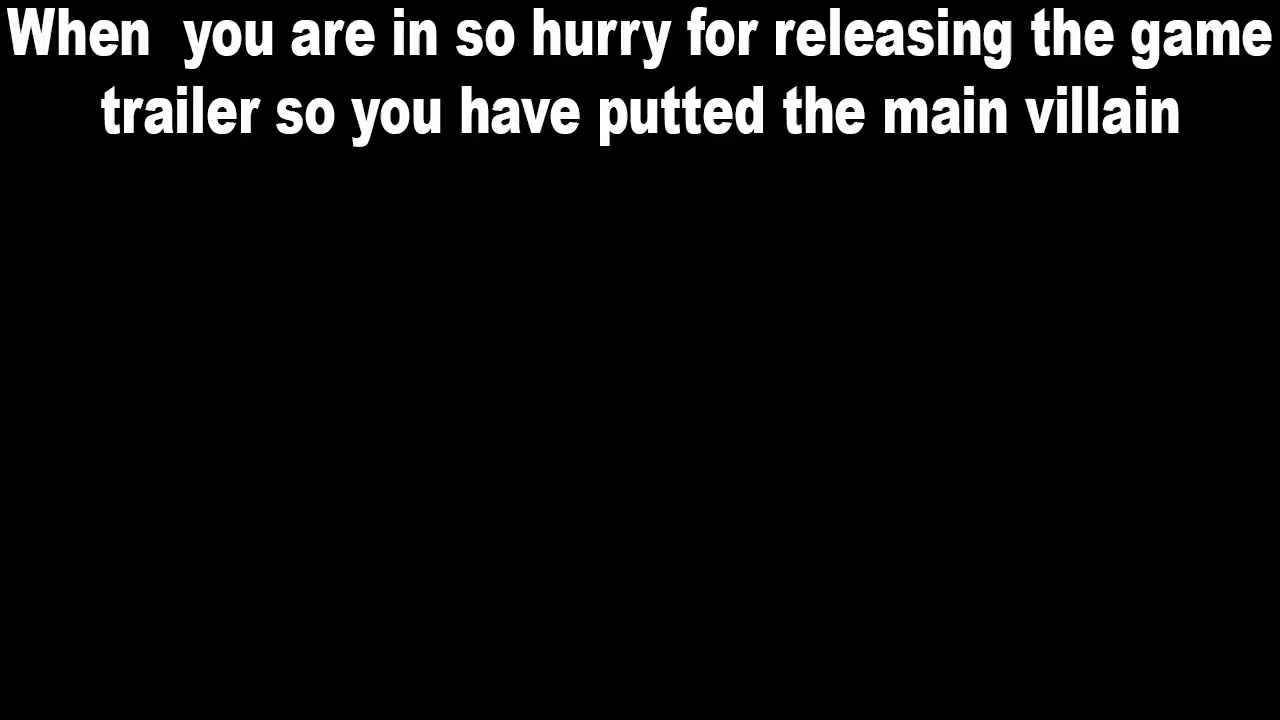 When  you are in so hurry for releasing the game
trailer so you have putted the main villain